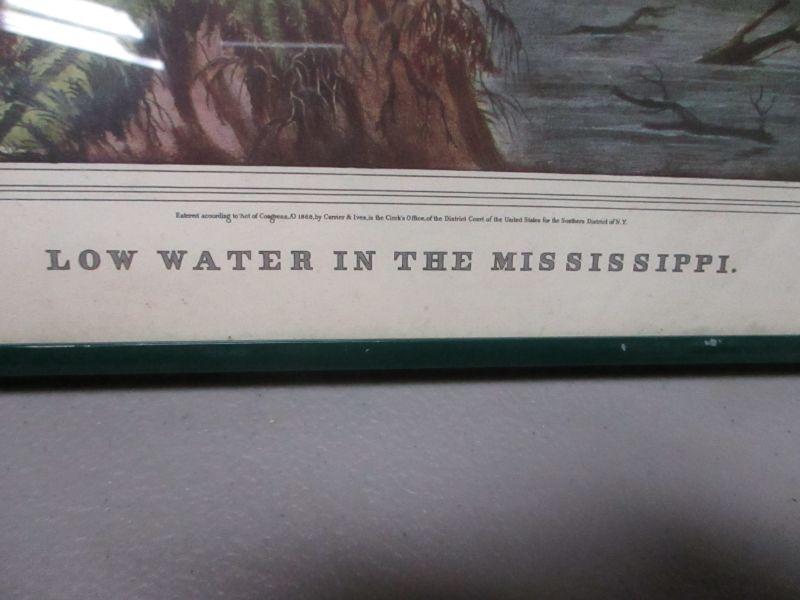 Entered according to Act of Congress, AD 1868, by Currier & Ives, in the Clerk's Office, of the District Court of the United States for the Southern District of N.Y.
LOW WATER IN THE MISSISSIPPI.